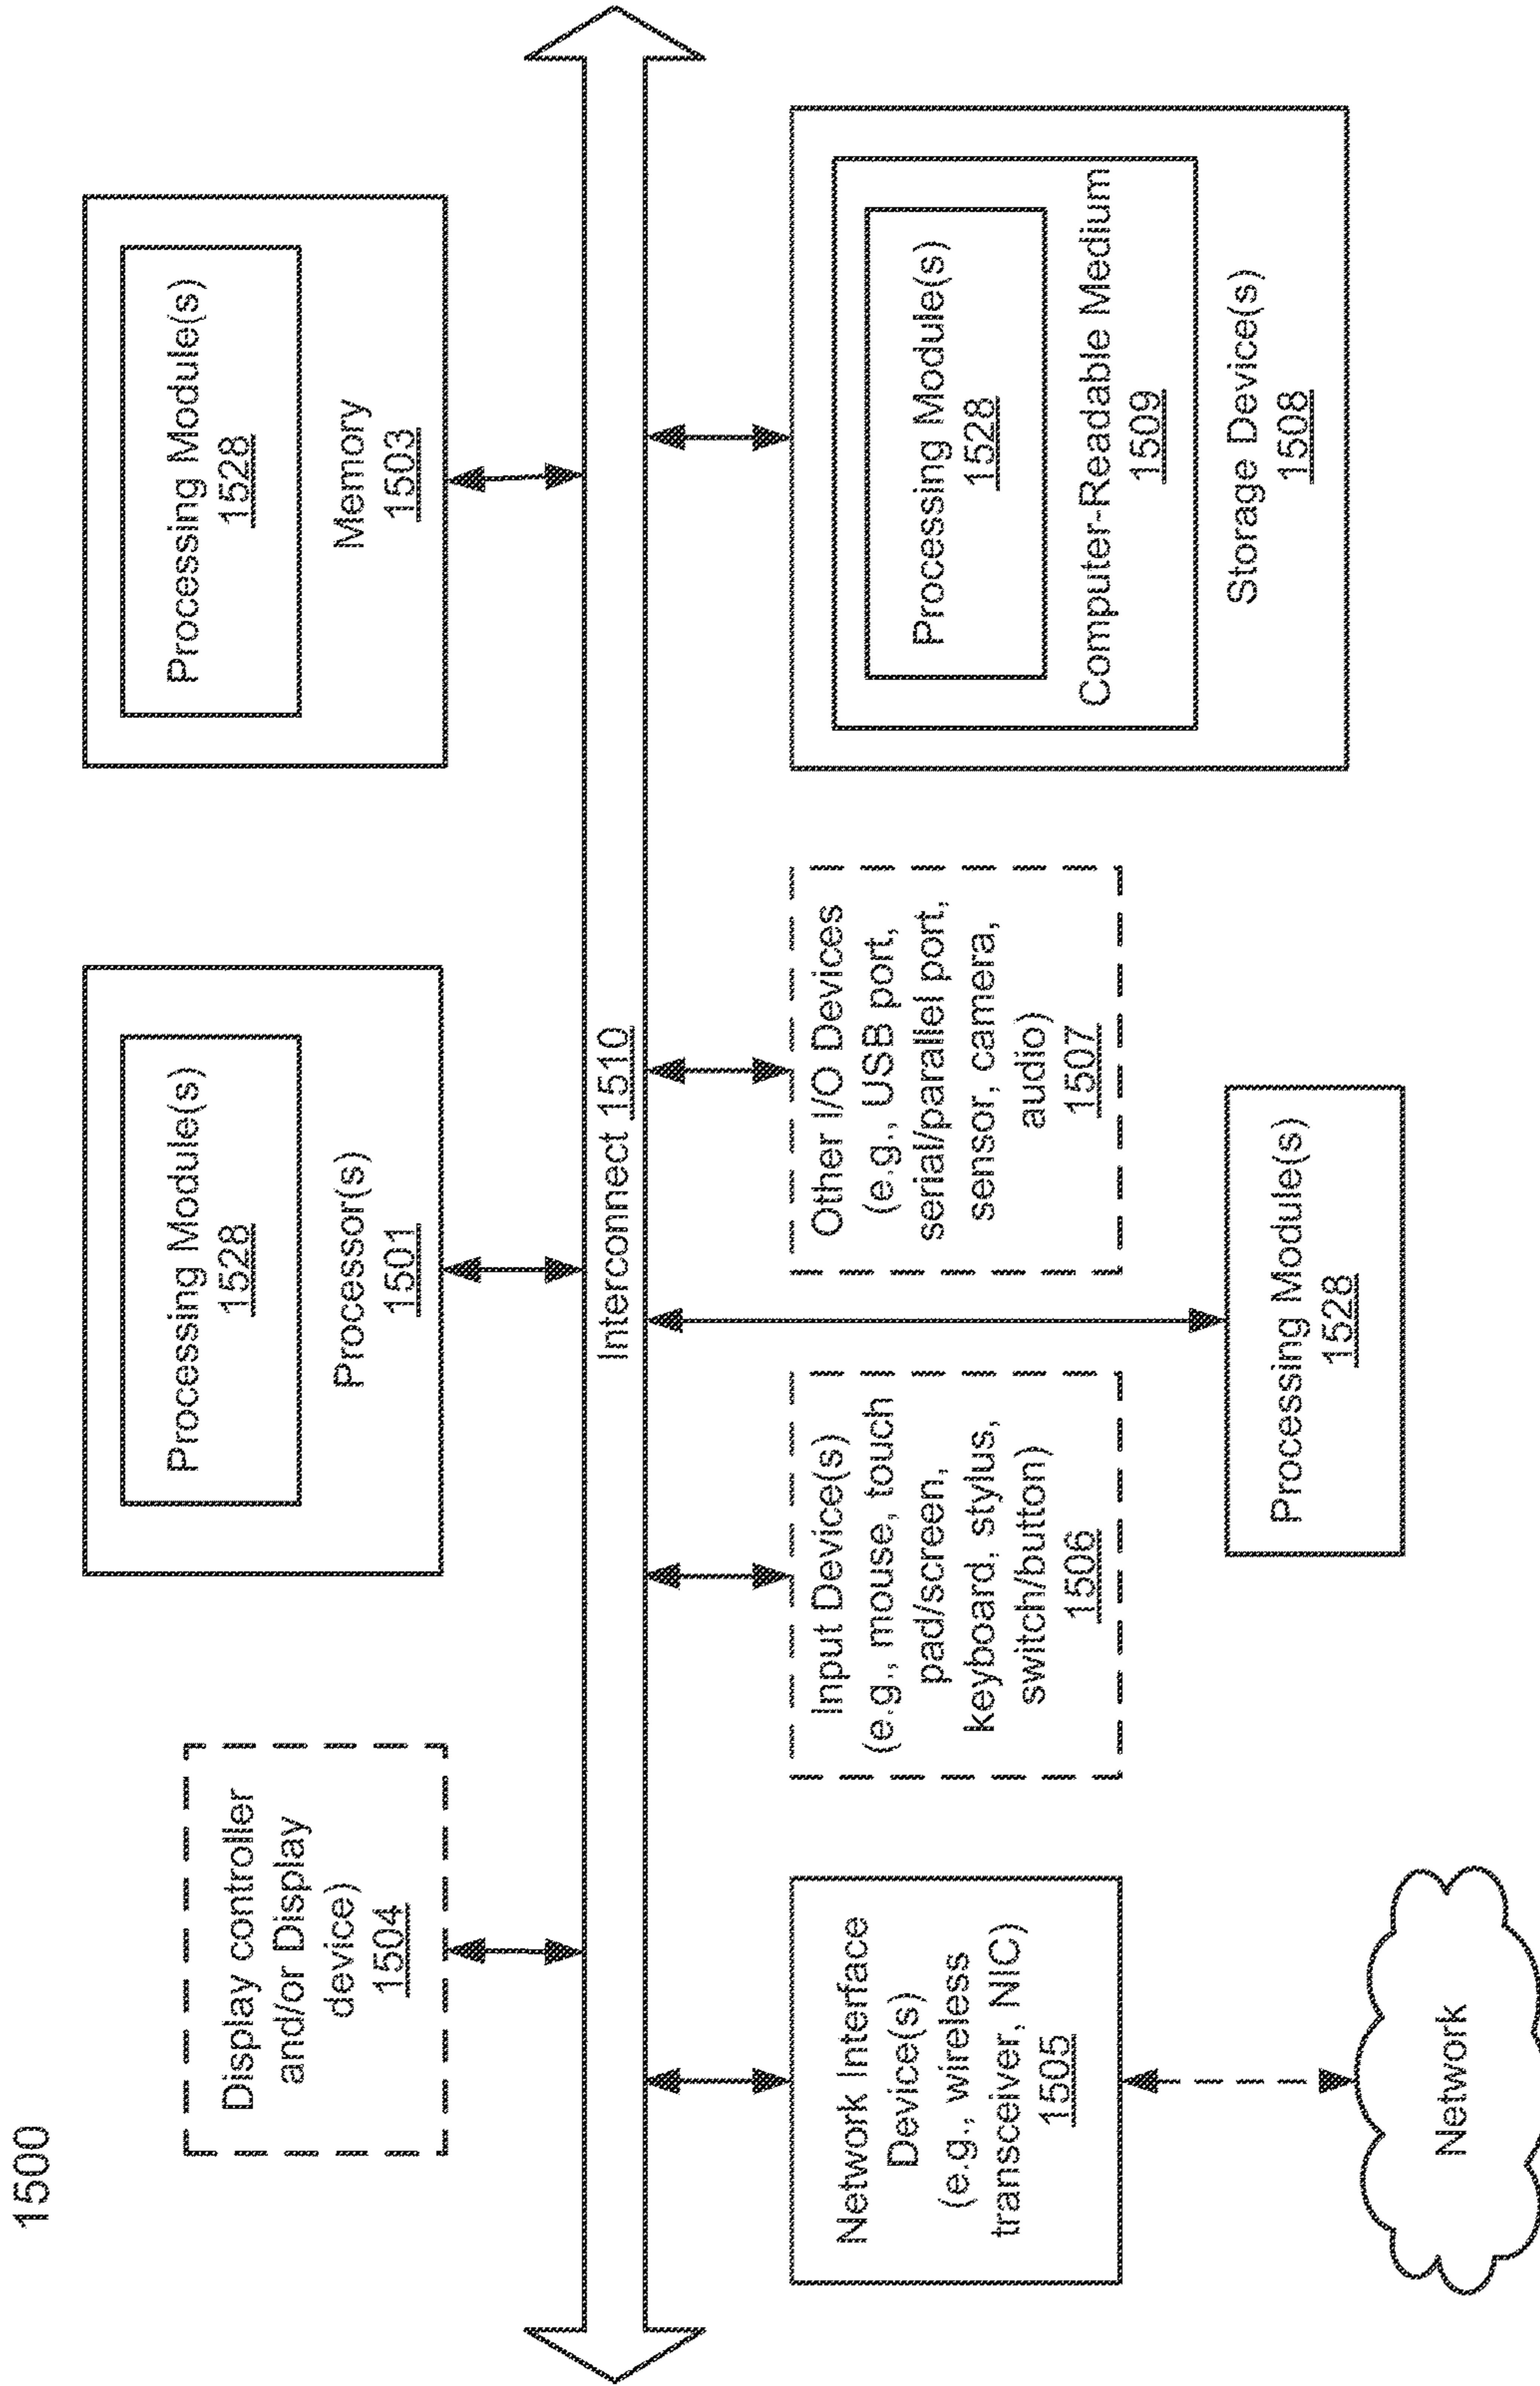 1500
Display controller
and/or Display
device)
1504
Processing Module(s)
1528
Processor(s)
1501
Processing Module(s)
1528
Memory
1503
Interconnect 1510
Network Interface
Device(s)
(e.g., wireless
transceiver, NIC)
1505
Input Device(s)
(e.g., mouse, touch
pad/screen,
keyboard, stylus,
switch/button)
1506
Other I/O Devices
(e.g., USB port,
serial/parallel port,
sensor, camera,
audio)
1507
Processing Module(s)
1528
Computer-Readable Medium
1509
Storage Device(s)
1508
Processing Module(s)
1528
Network